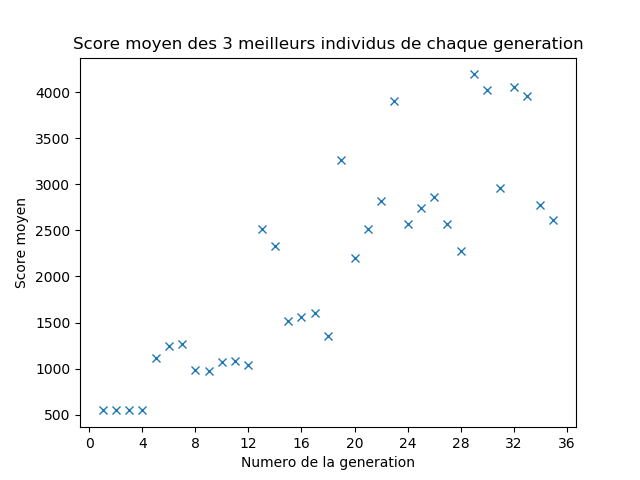 Score moyen des 3 meilleurs individus de chaque generation
4000
3500
3000
2500
2000
1500
1000
500
Score moyen
0 4 8 12 16 20 24 28 32 36
Numero de la generation